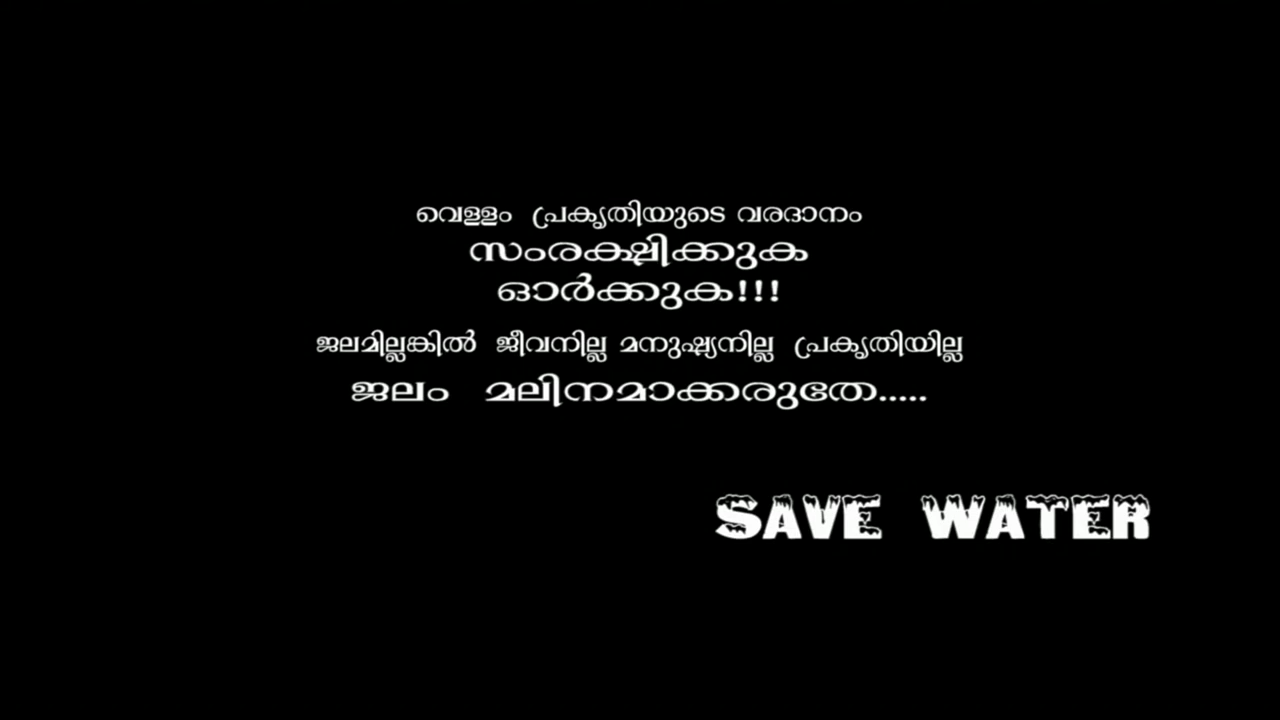 വെള്ളം പ്രകൃതിയുടെ വരദാനം
സംരക്ഷിക്കുക
ഓർക്കുക!!!
ജലമില്ലങ്കിൽ ജീവനില്ല മനുഷ്യനില്ല പ്രകൃതിയില്ല
ജലം മലിനമാക്കരുതേ.....
SAVE WATER